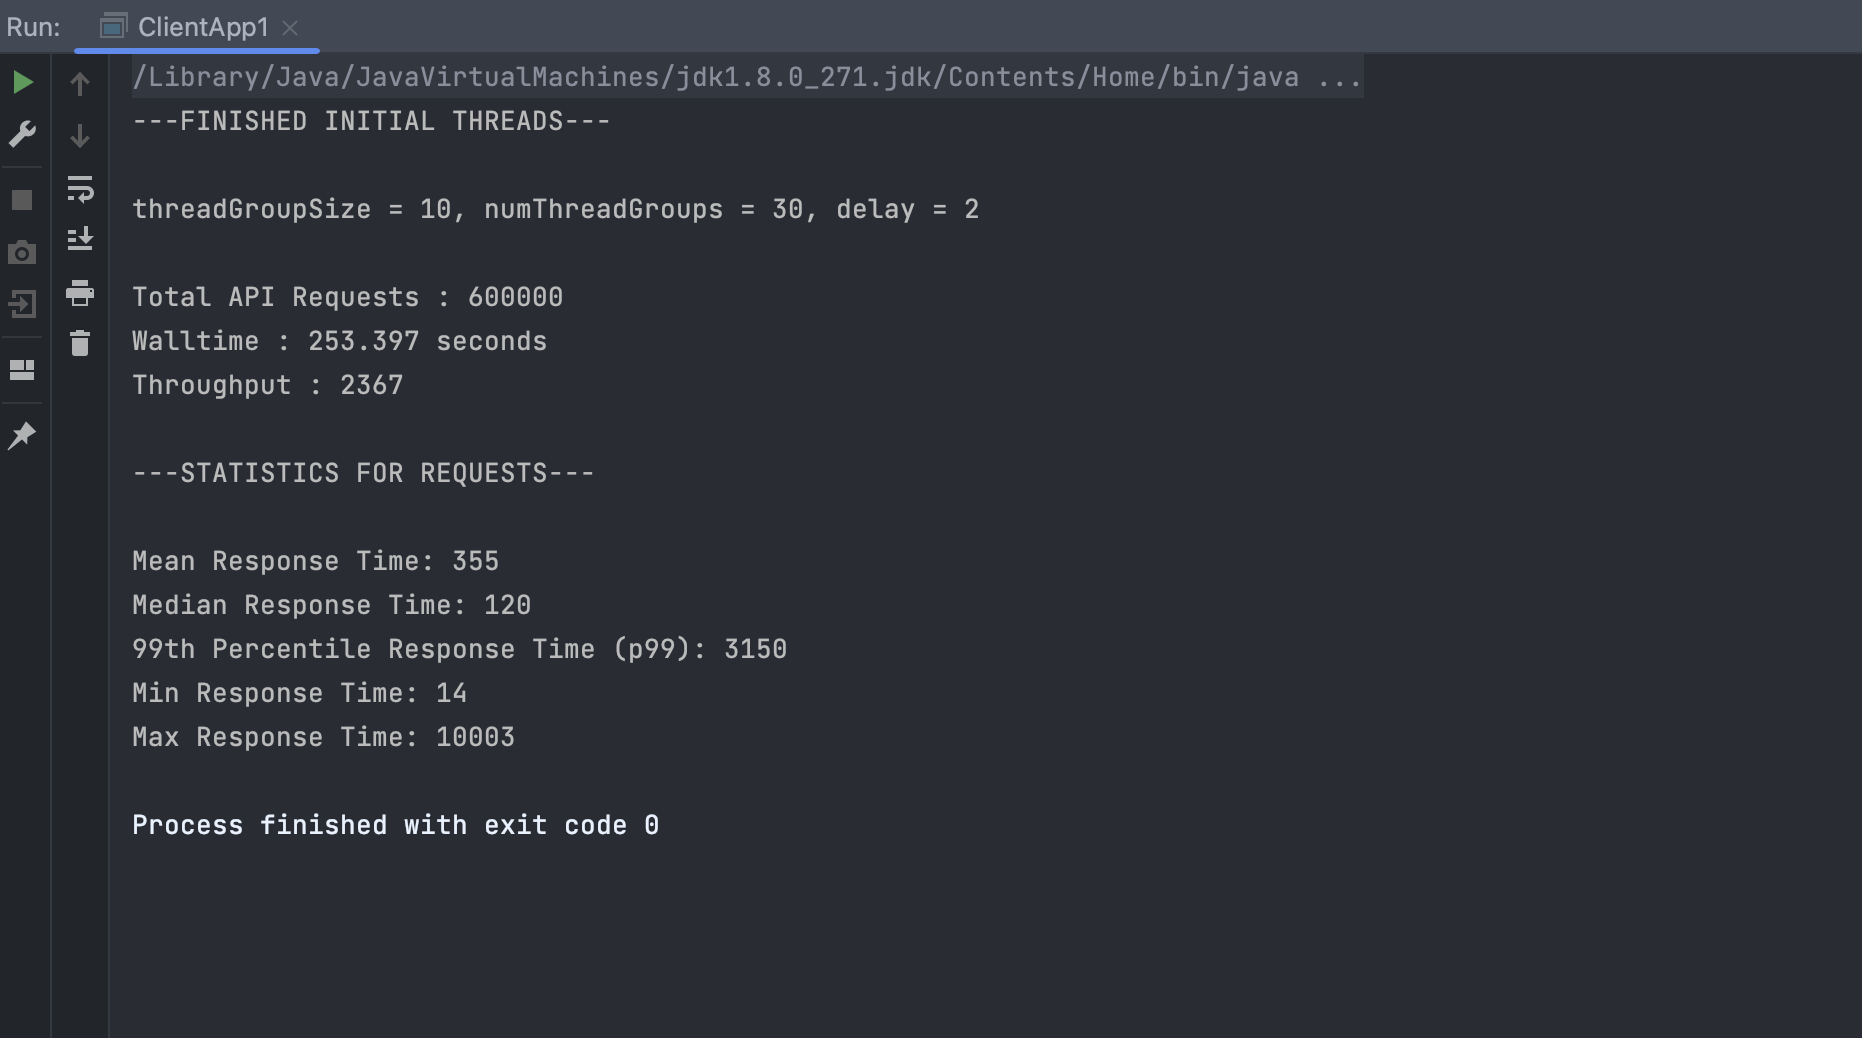 Run: ClientApp1
/Library/Java/JavaVirtualMachines/jdk1.8.0_271.jdk/Contents/Home/bin/java ...
---FINISHED INITIAL THREADS---
threadGroupSize = 10, numThreadGroups = 30, delay = 2
Total API Requests : 600000
Walltime : 253.397 seconds
Throughput : 2367
---STATISTICS FOR REQUESTS---
Mean Response Time: 355
Median Response Time: 120
99th Percentile Response Time (p99): 3150
Min Response Time: 14
Max Response Time: 10003
Process finished with exit code 0